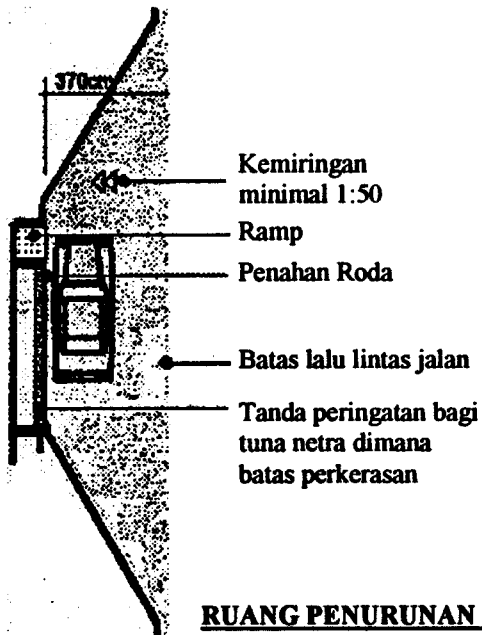 370cm
Kemiringan
minimal 1:50
Ramp
Penahan Roda
Batas lalu lintas jalan
Tanda peringatan bagi
tuna netra dimana
batas perkerasan
RUANG PENURUNAN